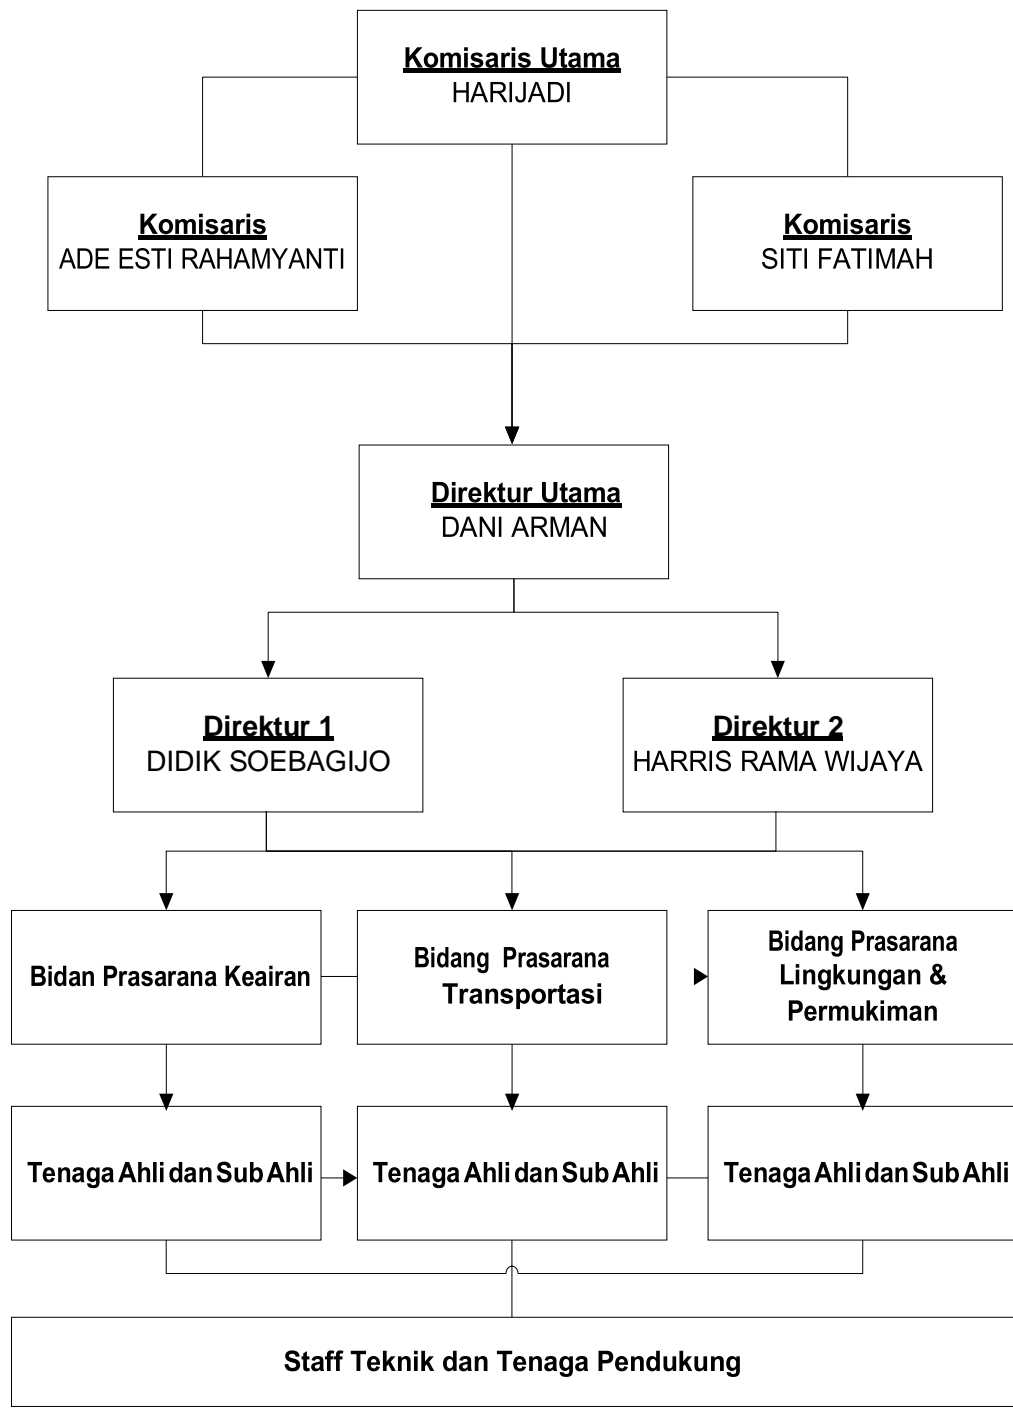 Komisaris Utama
HARIJADI
Komisaris
ADE ESTI RAHAMYANTI
Komisaris
SITI FATIMAH
Direktur Utama
DANI ARMAN
Direktur 1
DIDIK SOEBAGIJO
Direktur 2
HARRIS RAMA WIJAYA
Bidan Prasarana Keairan
Bidang Prasarana
Transportasi
Bidang Prasarana
Lingkungan &
Permukiman
Tenaga Ahli dan Sub Ahli
Tenaga Ahli dan Sub Ahli
Tenaga Ahli dan Sub Ahli
Staff Teknik dan Tenaga Pendukung